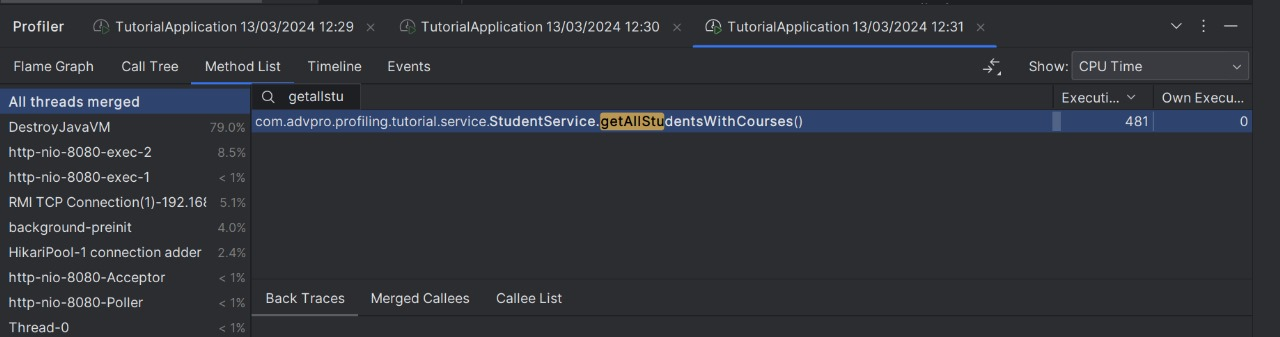 Profiler TutorialApplication 13/03/2024 12:29 × TutorialApplication 13/03/2024 12:30 × TutorialApplication 13/03/2024 12:31 ×
Flame Graph Call Tree Method List Timeline Events Show: CPU Time
All threads merged
getallstu Executi... Own Execu...
com.advpro.profiling.tutorial.service.StudentService.getAllStudentsWithCourses() 481 0
DestroyJavaVM 79.0%
http-nio-8080-exec-2 8.5%
http-nio-8080-exec-1 < 1%
RMI TCP Connection(1)-192.168 5.1%
background-preinit 4.0%
HikariPool-1 connection adder 2.4%
http-nio-8080-Acceptor < 1%
http-nio-8080-Poller < 1%
Thread-0 < 1%
Back Traces Merged Callees Callee List